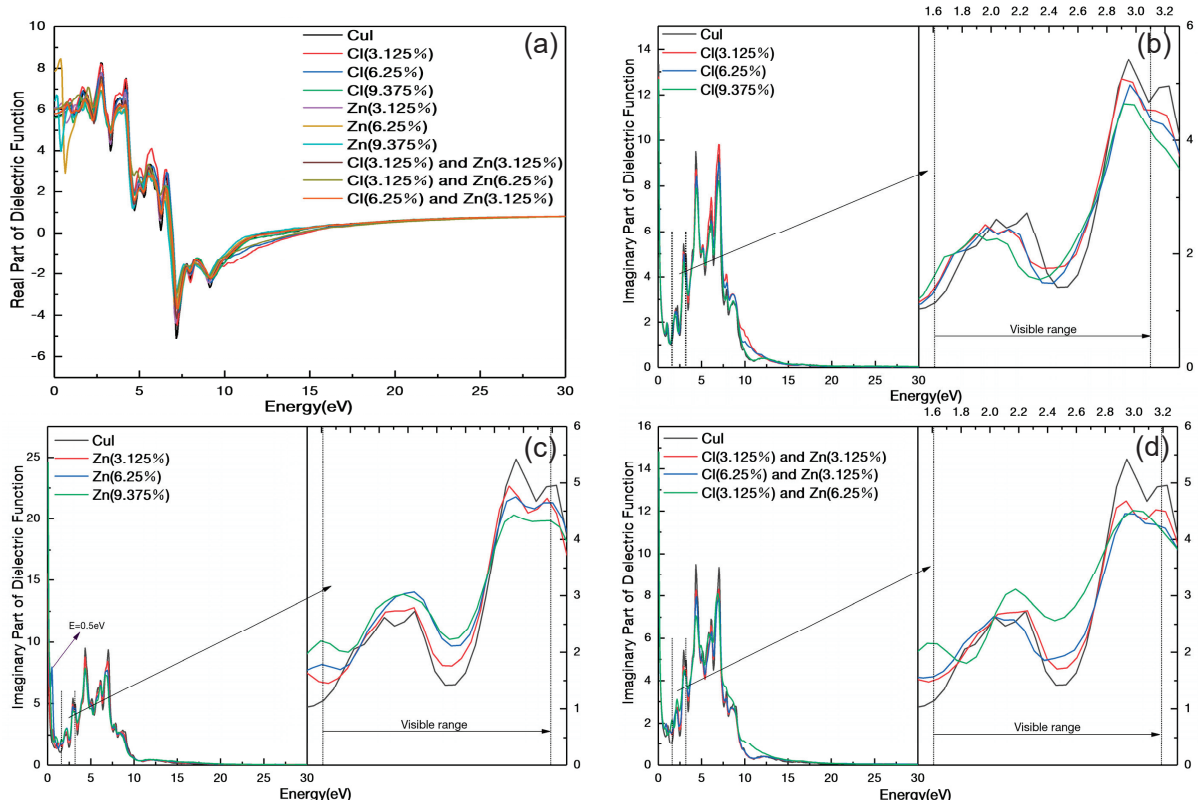 (a)
10
8
6
4
2
0
-2
-4
-6
Real Part of Dielectric Function
CuI
Cl(3.125%)
Cl(6.25%)
Cl(9.375%)
Zn(3.125%)
Zn(6.25%)
Zn(9.375%)
Cl(3.125%) and Zn(3.125%)
Cl(3.125%) and Zn(6.25%)
Cl(6.25%) and Zn(3.125%)
0 5 10 15 20 25 30
Energy(eV)
(b)
1.6 1.8 2.0 2.2 2.4 2.6 2.8 3.0 3.2
14
12
10
8
6
4
2
0
Imaginary Part of Dielectric Function
CuI
Cl(3.125%)
Cl(6.25%)
Cl(9.375%)
Visible range
6
5
4
2
0
0 5 10 15 20 25 30
Energy(eV)
(c)
25
20
15
10
5
0
Imaginary Part of Dielectric Function
CuI
Zn(3.125%)
Zn(6.25%)
Zn(9.375%)
E=0.5eV
Visible range
6
5
4
3
2
1
0
0 5 10 15 20 25 30
Energy(eV)
(d)
1.6 1.8 2.0 2.2 2.4 2.6 2.8 3.0 3.2
16
14
12
10
8
6
4
2
0
Imaginary Part of Dielectric Function
CuI
Cl(3.125%) and Zn(3.125%)
Cl(6.25%) and Zn(3.125%)
Cl(3.125%) and Zn(6.25%)
Visible range
6
5
4
3
2
1
0
0 5 10 15 20 25 30
Energy(eV)